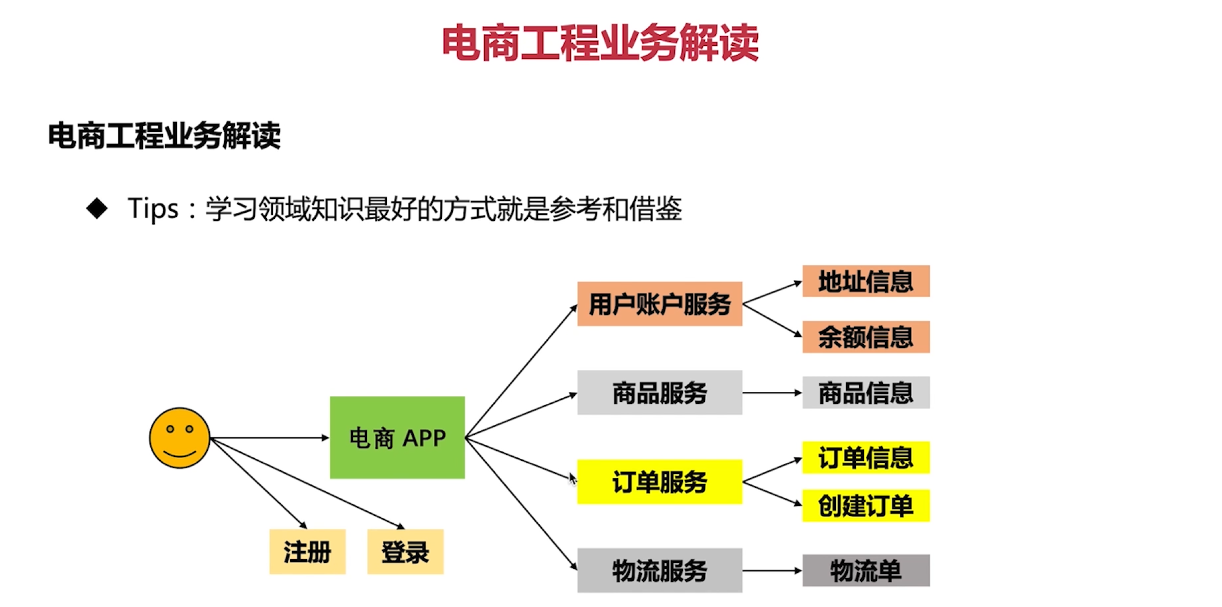 电商工程业务解读
电商工程业务解读
◆ Tips：学习领域知识最好的方式就是参考和借鉴
用户账户服务
地址信息
余额信息
商品服务
商品信息
电商 APP
订单服务
订单信息
创建订单
注册
登录
物流服务
物流单